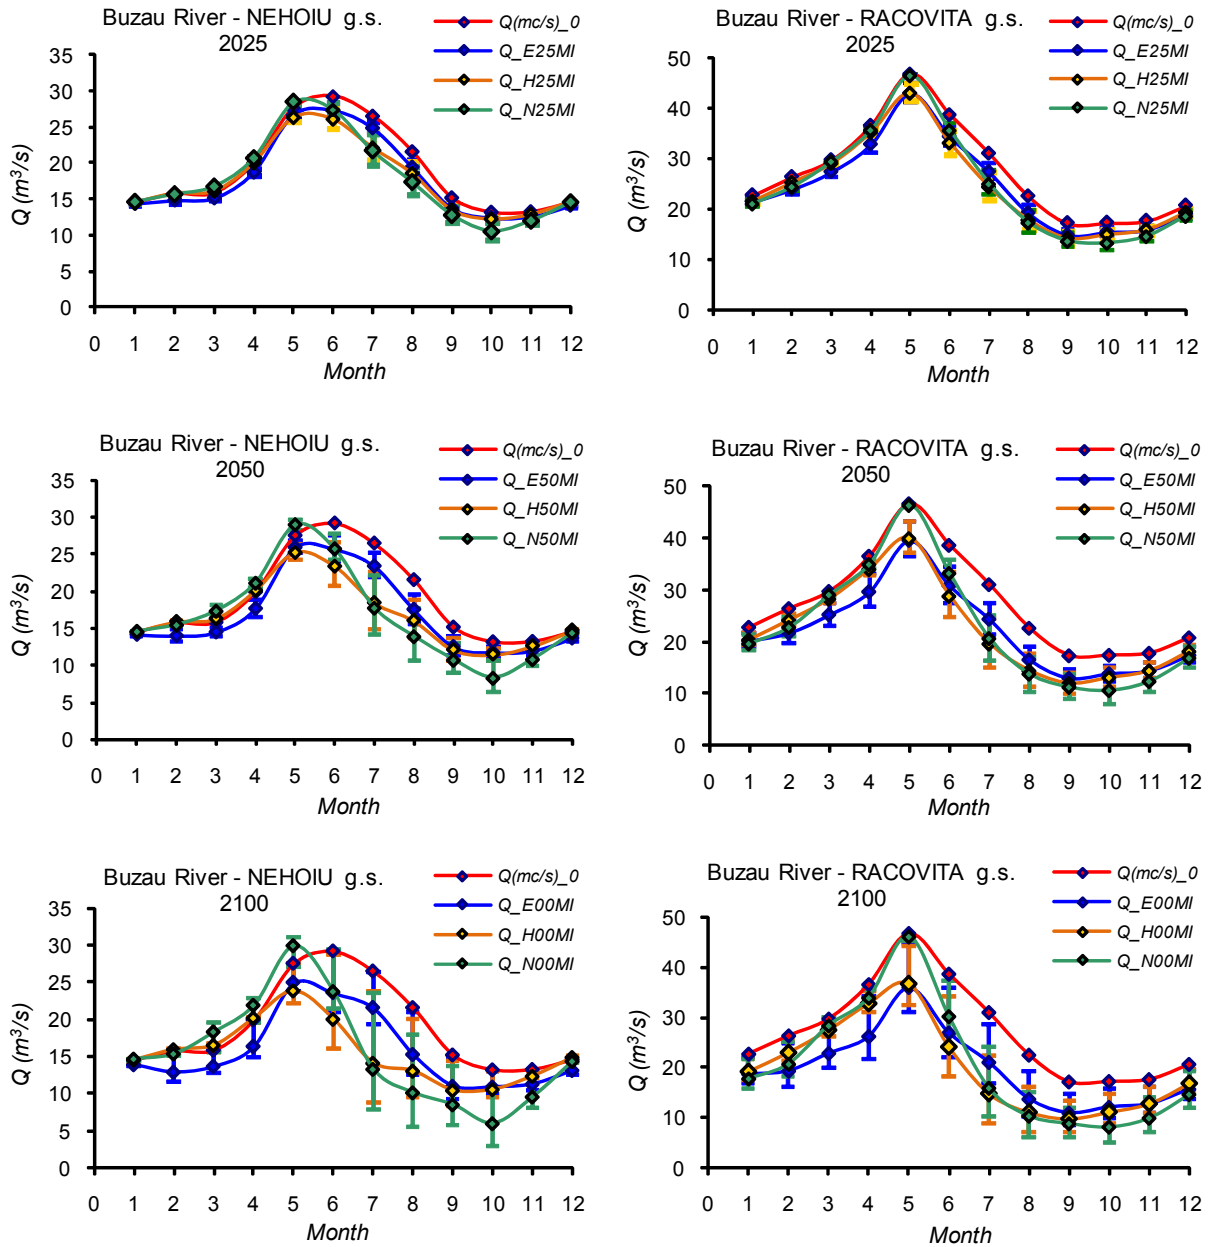 Buzau River - NEHOIU g.s.
2025
Q(mc/s)_0
Q_E25MI
Q_H25MI
Q_N25MI
Q (m³/s)
35
30
25
20
15
10
5
0
0 1 2 3 4 5 6 7 8 9 10 11 12
Month
Buzau River - RACOVITA g.s.
2025
Q(mc/s)_0
Q_E25MI
Q_H25MI
Q_N25MI
Q (m³/s)
50
40
30
20
10
0
0 1 2 3 4 5 6 7 8 9 10 11 12
Month
Buzau River - NEHOIU g.s.
2050
Q(mc/s)_0
Q_E50MI
Q_H50MI
Q_N50MI
Q (m³/s)
35
30
25
20
15
10
5
0
0 1 2 3 4 5 6 7 8 9 10 11 12
Month
Buzau River - RACOVITA g.s.
2050
Q(mc/s)_0
Q_E50MI
Q_H50MI
Q_N50MI
Q (m³/s)
50
40
30
20
10
0
0 1 2 3 4 5 6 7 8 9 10 11 12
Month
Buzau River - NEHOIU g.s.
2100
Q(mc/s)_0
Q_E00MI
Q_H00MI
Q_N00MI
Q (m³/s)
35
30
25
20
15
10
5
0
0 1 2 3 4 5 6 7 8 9 10 11 12
Month
Buzau River - RACOVITA g.s.
2100
Q(mc/s)_0
Q_E00MI
Q_H00MI
Q_N00MI
Q (m³/s)
50
40
30
20
10
0
0 1 2 3 4 5 6 7 8 9 10 11 12
Month